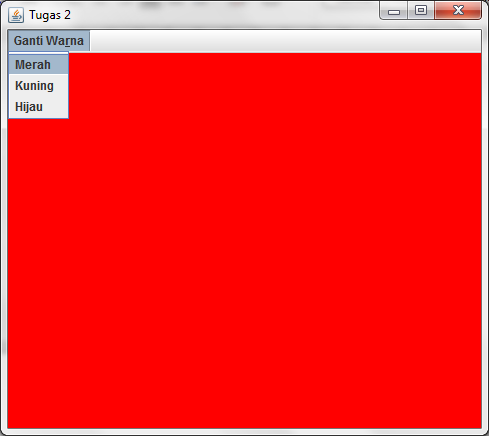 Tugas 2
Ganti Warna
Merah
Kuning
Hijau